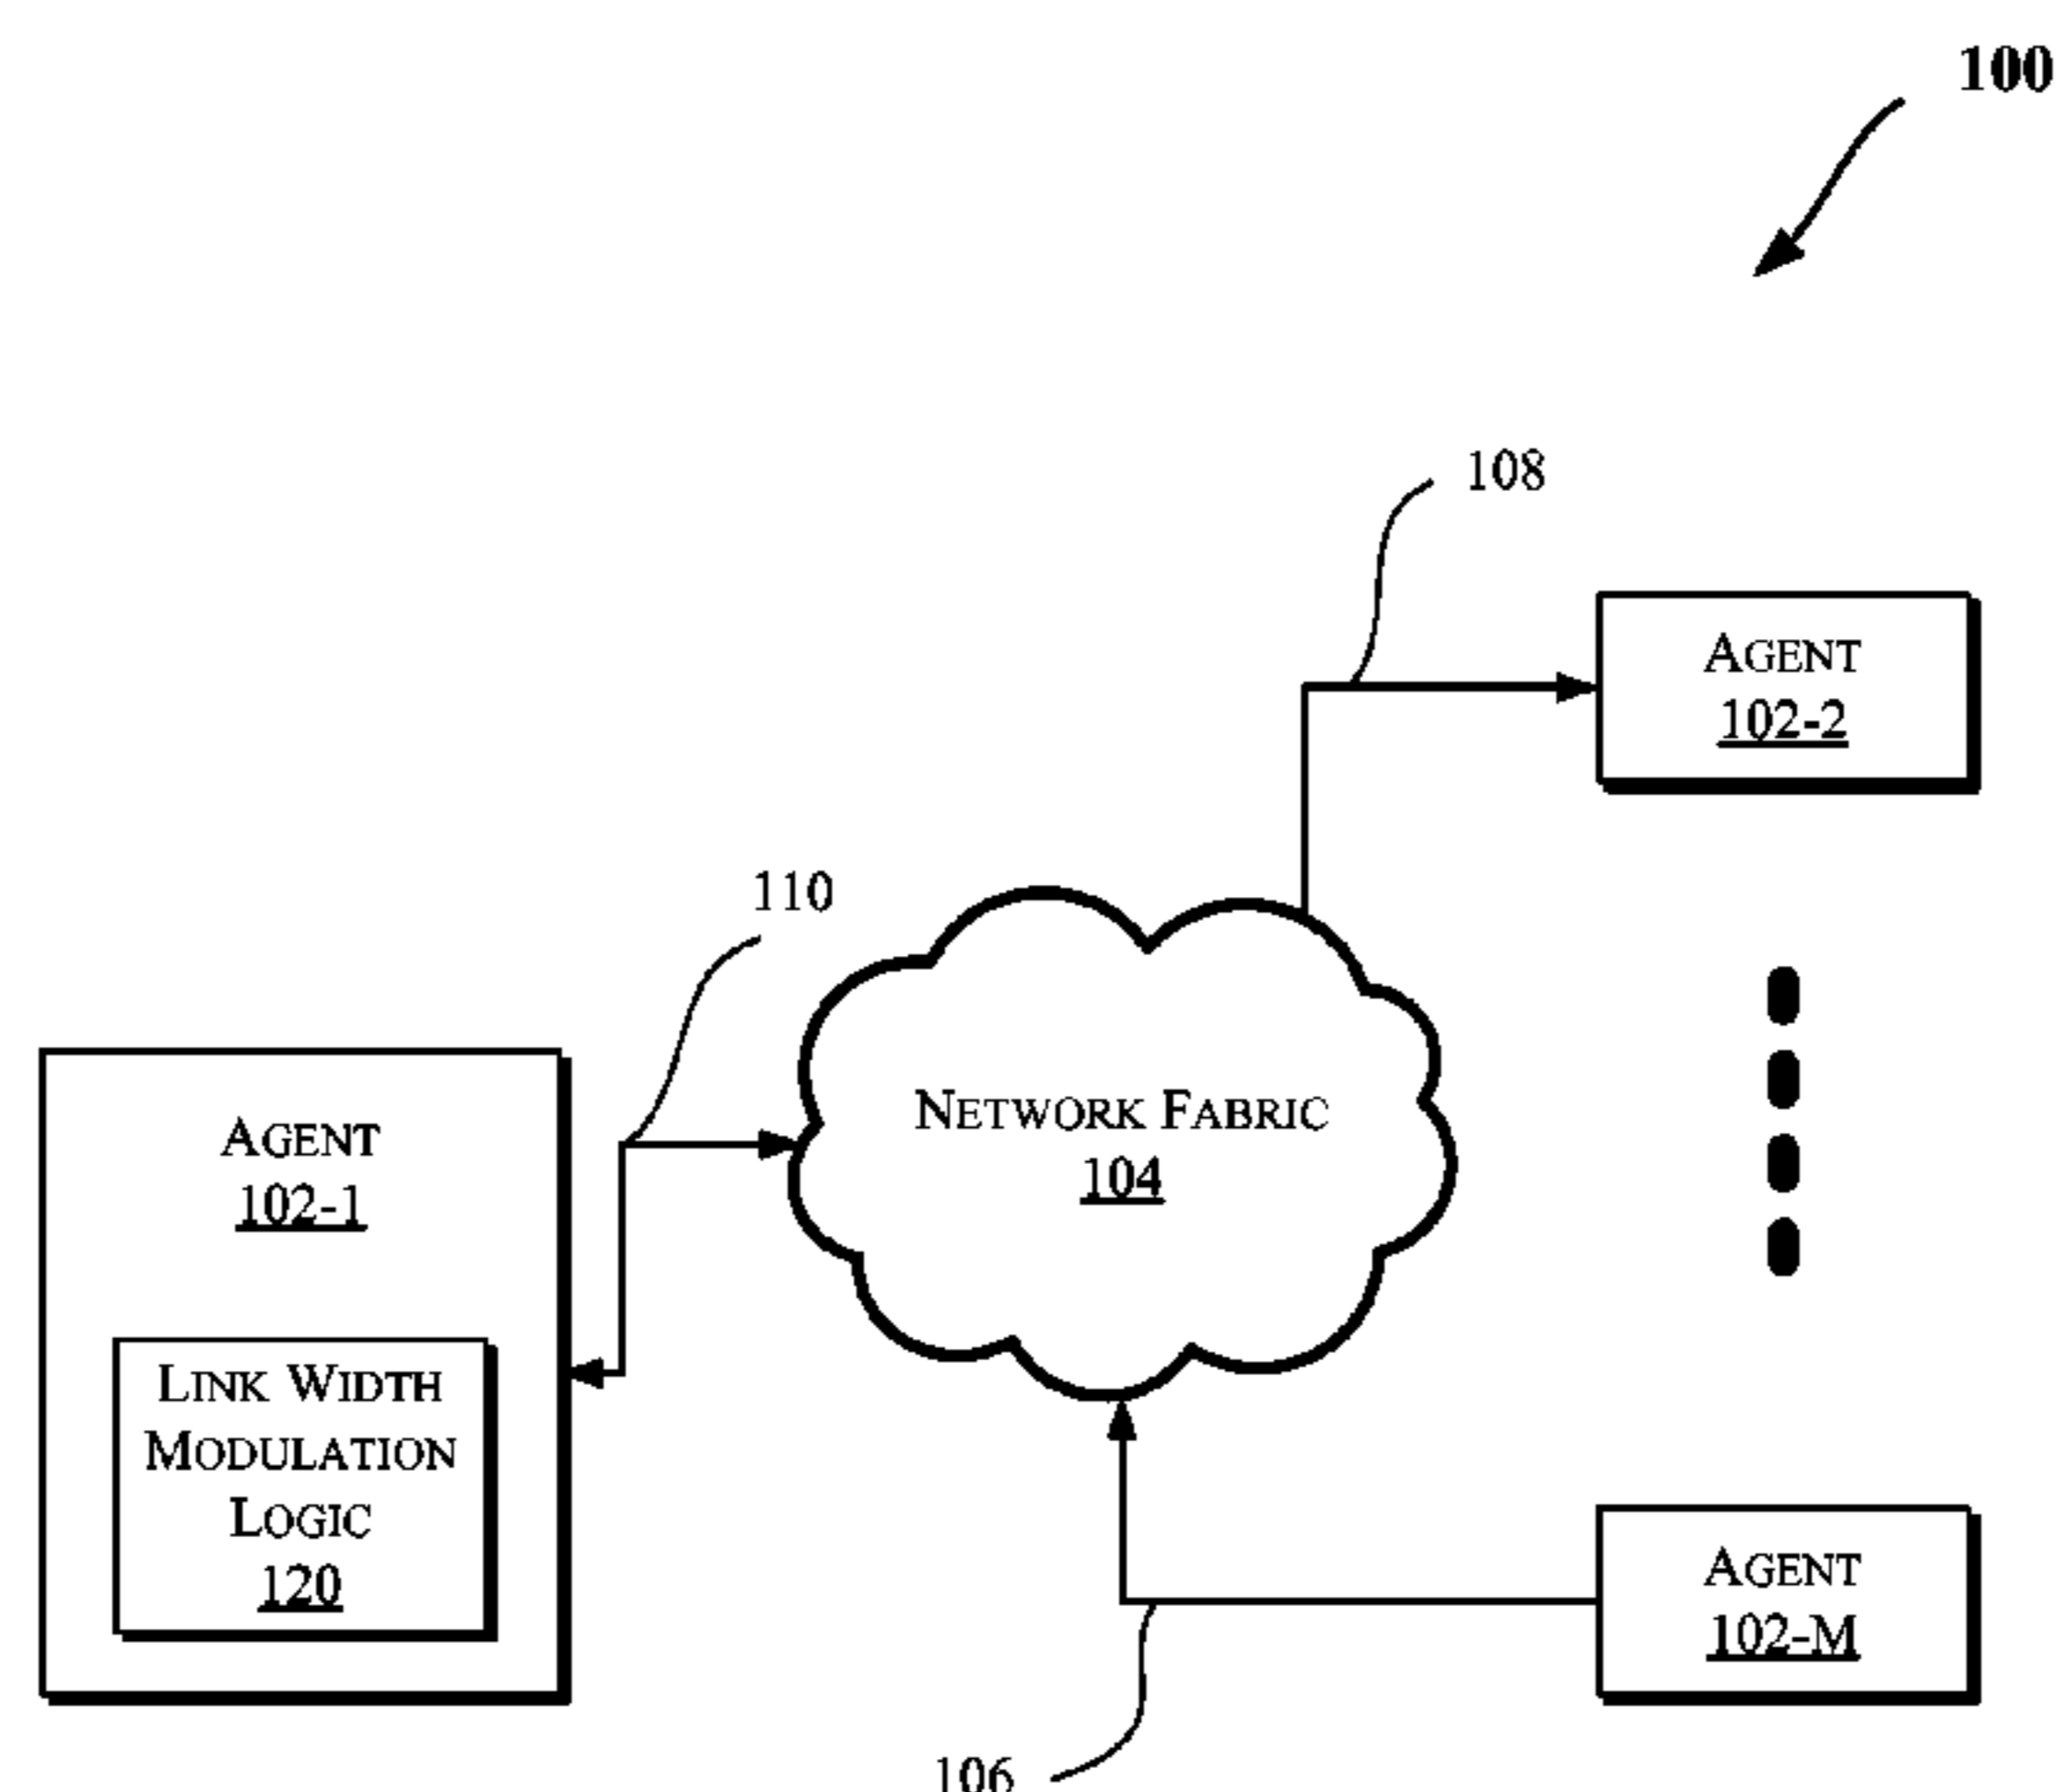 100
108
AGENT
102-2
110
NETWORK FABRIC
104
AGENT
102-1
LINK WIDTH
MODULATION
LOGIC
120
AGENT
102-M
106